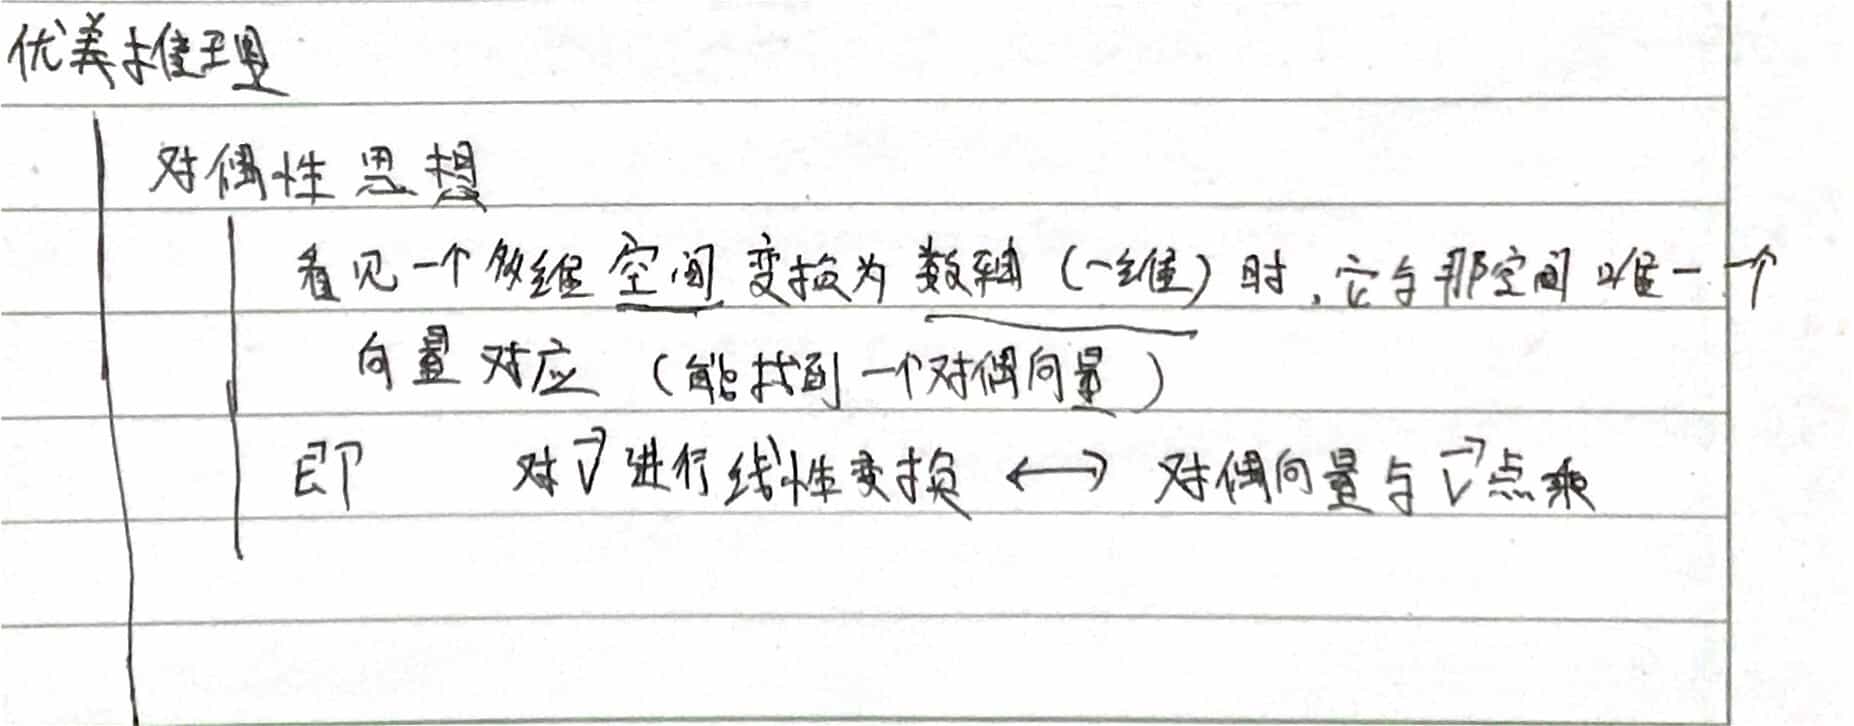 优美推理
对偶性思想
看见一个多维空间变换为数轴(一维)时,它与那空间唯一一个
向量对应(能找到一个对偶向量)
即 对v⃗进行线性变换 ⟷ 对偶向量与v⃗点乘